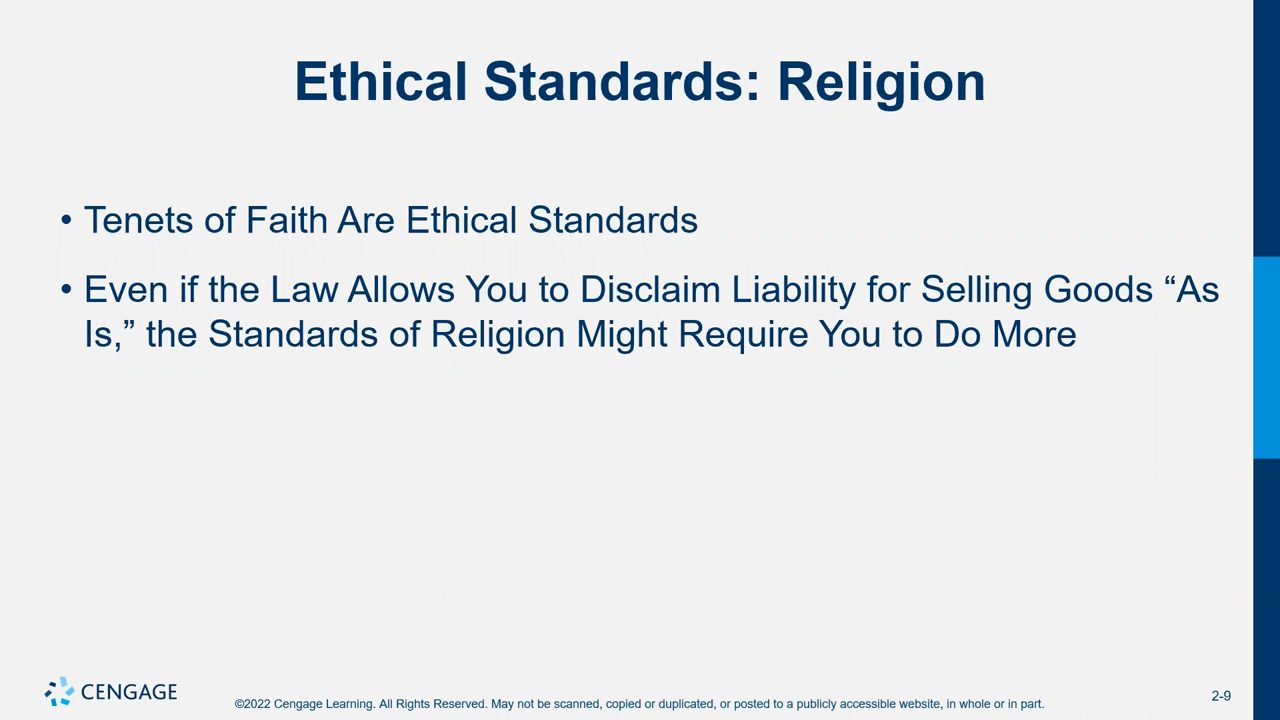 Ethical Standards: Religion
• Tenets of Faith Are Ethical Standards
• Even if the Law Allows You to Disclaim Liability for Selling Goods “As
Is,” the Standards of Religion Might Require You to Do More
CENGAGE
©2022 Cengage Learning. All Rights Reserved. May not be scanned, copied or duplicated, or posted to a publicly accessible website, in whole or in part.
2-9